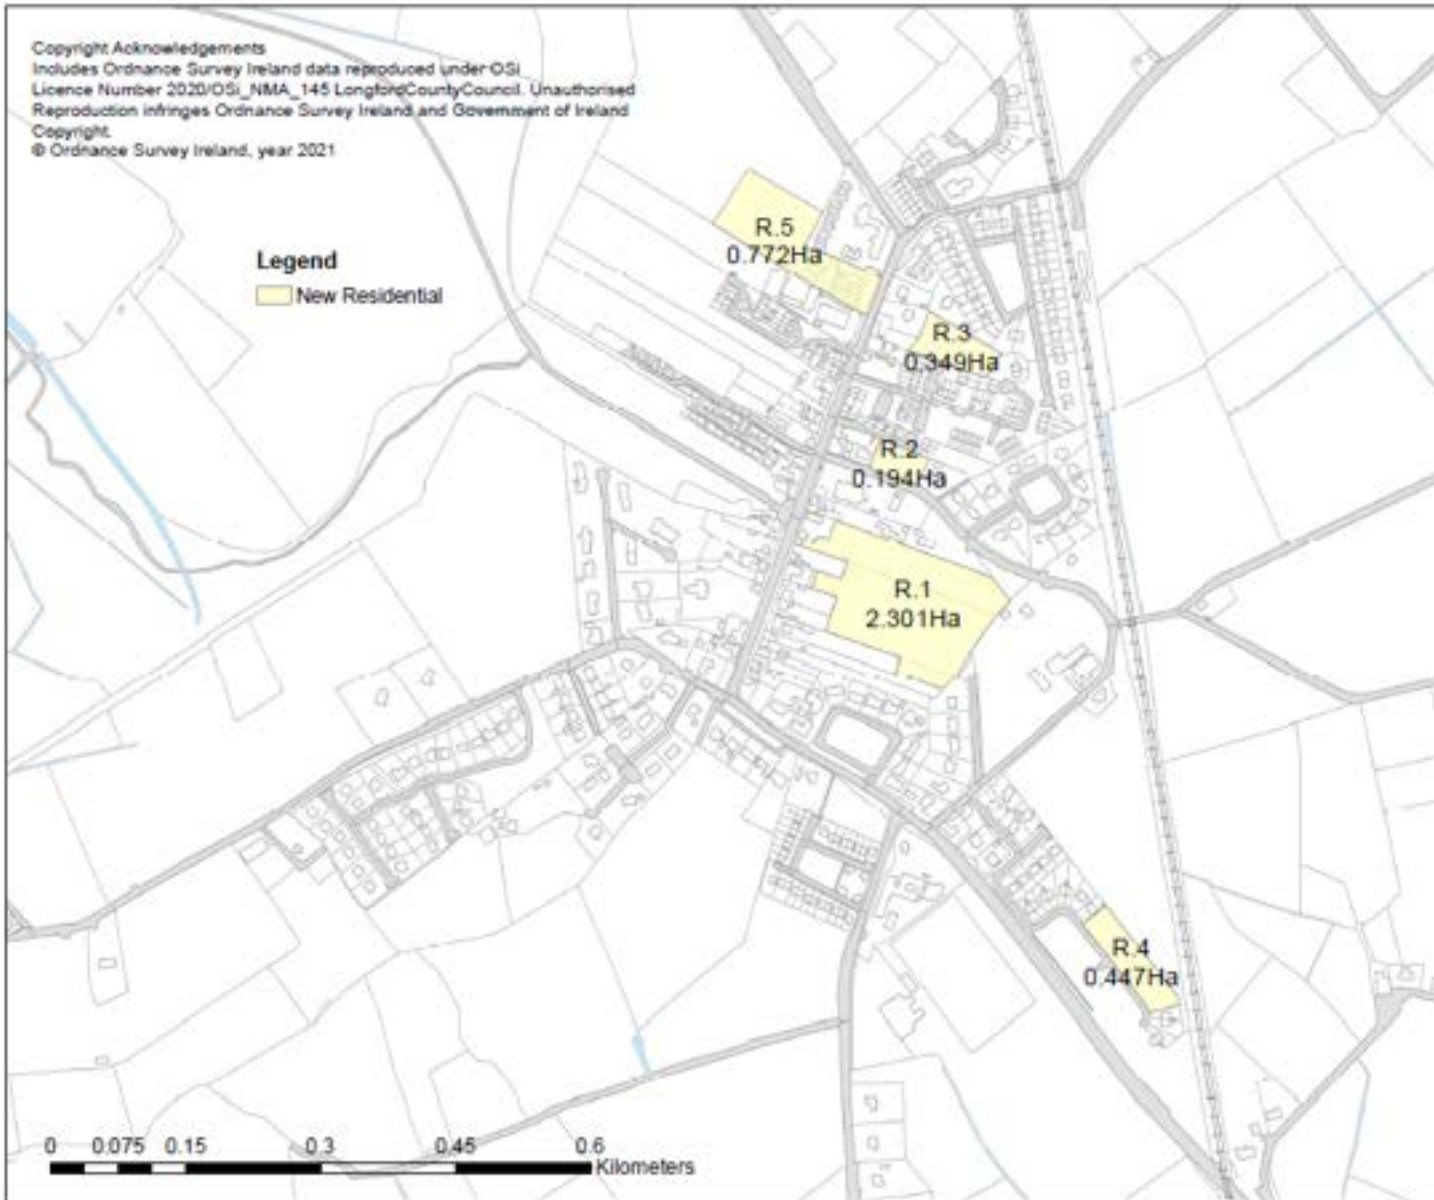 Copyright Acknowledgements
Includes Ordnance Survey Ireland data reproduced under OSi
Licence Number 2020/OSi_NMA_145 LongfordCountyCouncil. Unauthorised
Reproduction infringes Ordnance Survey Ireland and Government of Ireland
Copyright.
© Ordnance Survey Ireland, year 2021
R.5
0.772Ha
Legend
New Residential
R.3
0.349Ha
R.2
0.194Ha
R.1
2.301Ha
R.4
0.447Ha
0 0.075 0.15 0.3 0.45 0.6
Kilometers